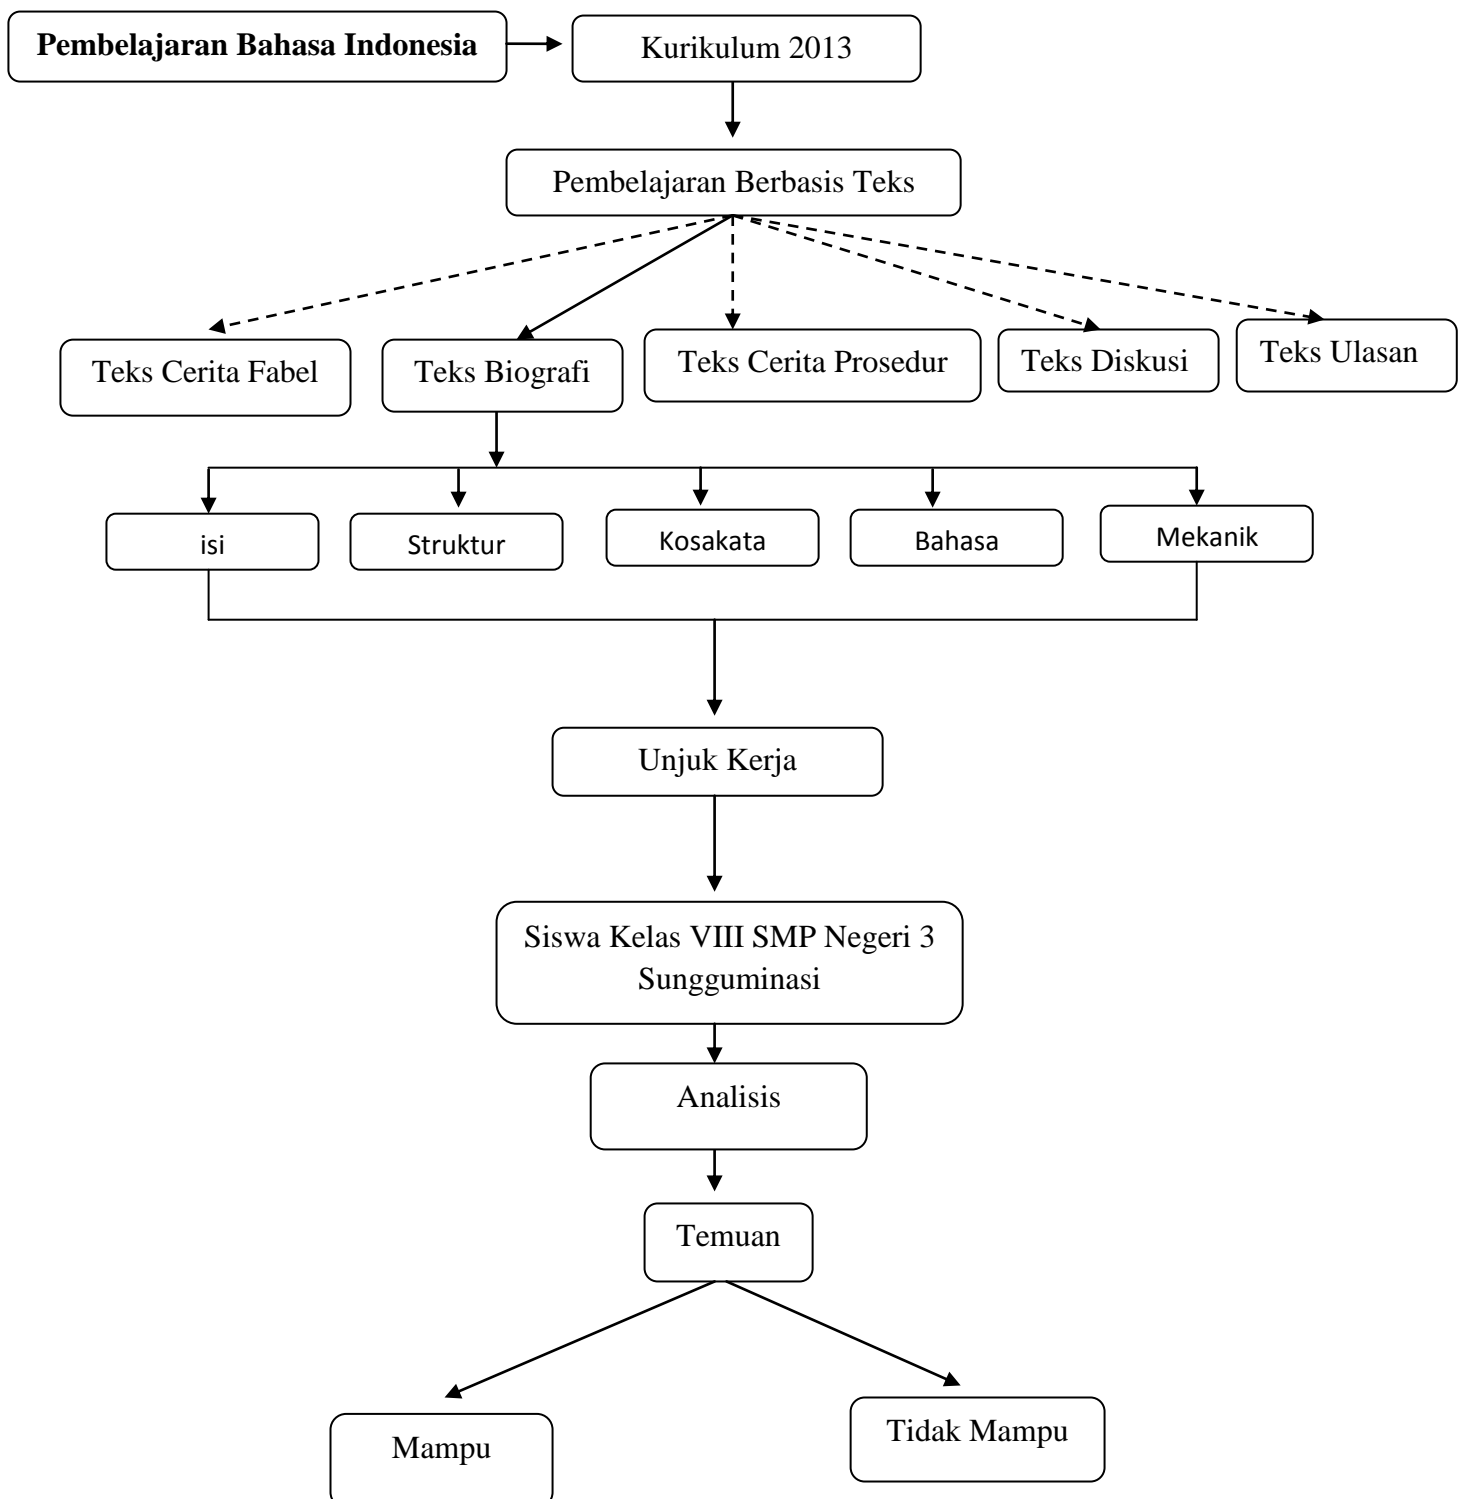 Pembelajaran Bahasa Indonesia
Kurikulum 2013
Pembelajaran Berbasis Teks
Teks Cerita Fabel
Teks Biografi
Teks Cerita Prosedur
Teks Diskusi
Teks Ulasan
isi
Struktur
Kosakata
Bahasa
Mekanik
Unjuk Kerja
Siswa Kelas VIII SMP Negeri 3
Sungguminasi
Analisis
Temuan
Mampu
Tidak Mampu